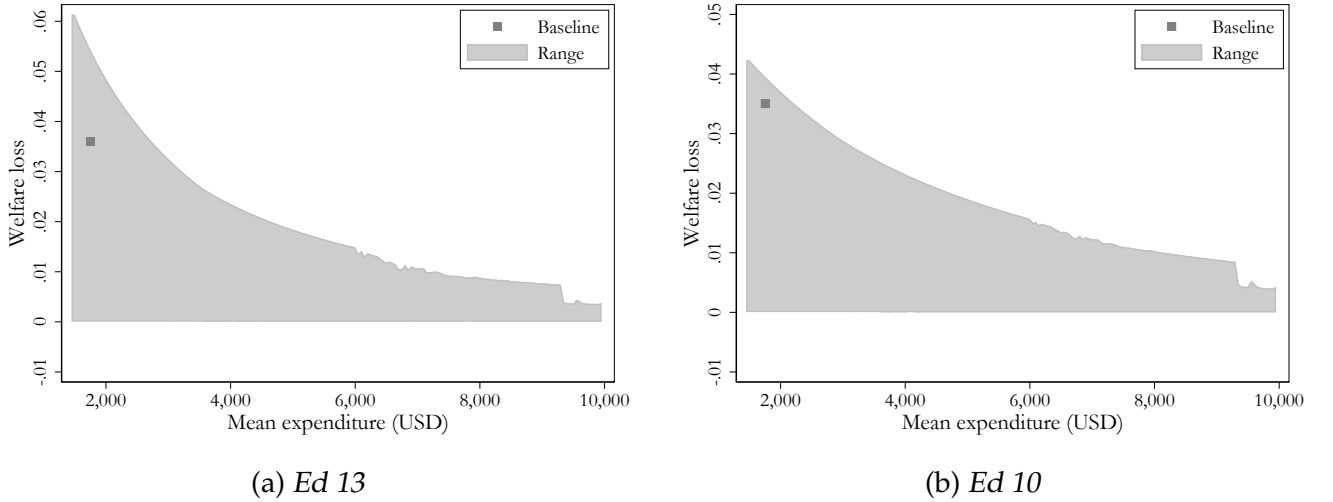 .06
.05
.04
.03
.02
.01
0
-.01
Welfare loss
2,000
4,000
6,000
8,000
10,000
Mean expenditure (USD)
Baseline
Range
(a) Ed 13
.05
.04
.03
.02
.01
0
-.01
Welfare loss
2,000
4,000
6,000
8,000
10,000
Mean expenditure (USD)
Baseline
Range
(b) Ed 10